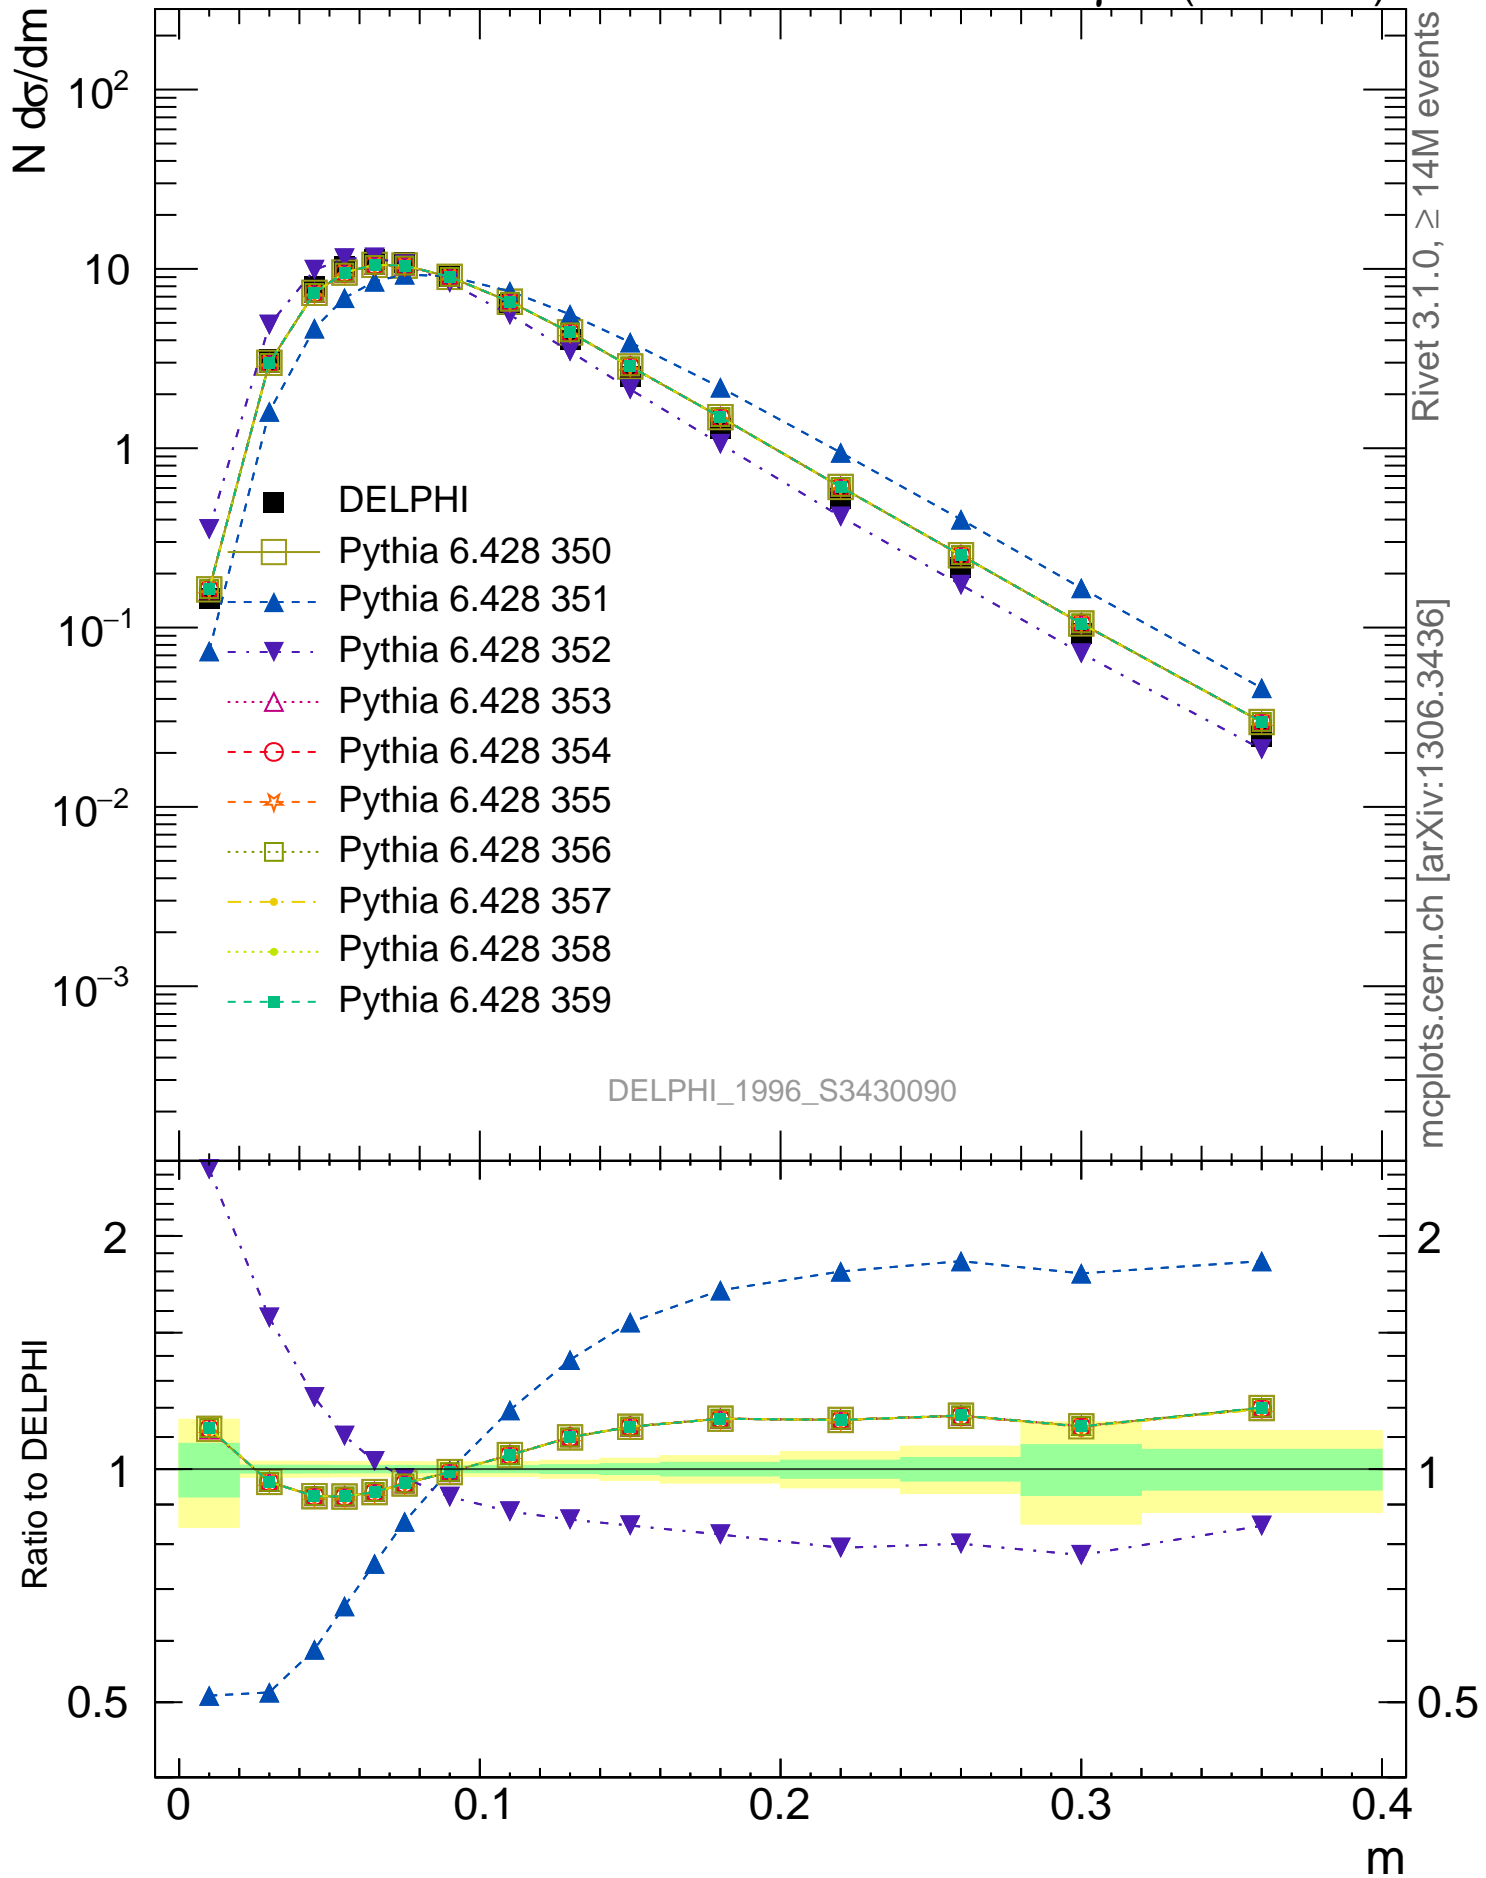 N dσ/dm
10²
10
1
10⁻¹
10⁻²
10⁻³
DELPHI
Pythia 6.428 350
Pythia 6.428 351
Pythia 6.428 352
Pythia 6.428 353
Pythia 6.428 354
Pythia 6.428 355
Pythia 6.428 356
Pythia 6.428 357
Pythia 6.428 358
Pythia 6.428 359
DELPHI_1996_S3430090
Rivet 3.1.0, ≥ 14M events
mcplots.cern.ch [arXiv:1306.3436]
Ratio to DELPHI
2
1
0.5
2
1
0.5
0
0.1
0.2
0.3
0.4
m